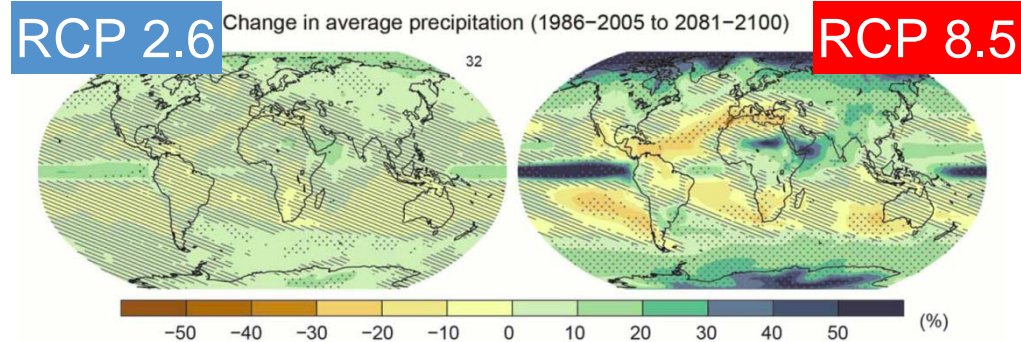 RCP 2.6
Change in average precipitation (1986−2005 to 2081−2100)
RCP 8.5
32
−50 −40 −30 −20 −10 0 10 20 30 40 50 (%)